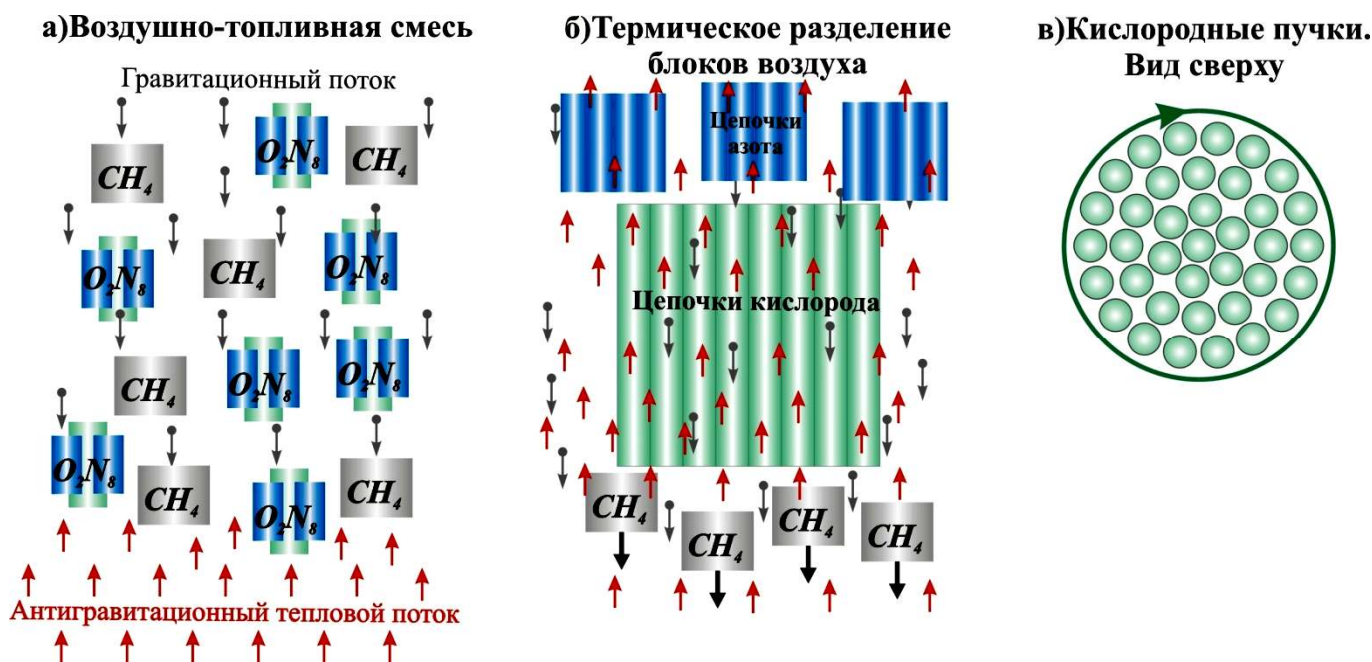 а)Воздушно-топливная смесь
Гравитационный поток
O₂N₈
CH₄
CH₄
O₂N₈
CH₄
O₂N₈
CH₄
O₂N₈
O₂N₈
O₂N₈
CH₄
O₂N₈
CH₄
Антигравитационный тепловой поток
б)Термическое разделение
блоков воздуха
Цепочки
азота
Цепочки кислорода
CH₄
CH₄
CH₄
CH₄
в)Кислородные пучки.
Вид сверху